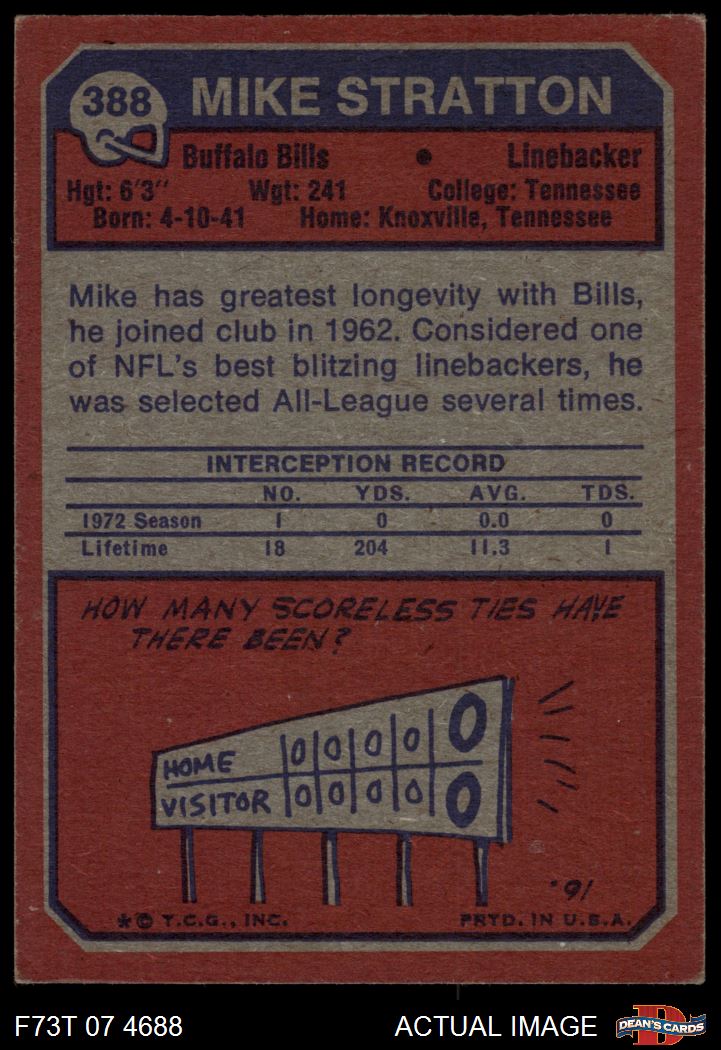 388 MIKE STRATTON
Buffalo Bills • Linebacker
Hgt: 6'3" Wgt: 241 College: Tennessee
Born: 4-10-41 Home: Knoxville, Tennessee
Mike has greatest longevity with Bills,
he joined club in 1962. Considered one
of NFL's best blitzing linebackers, he
was selected All-League several times.
INTERCEPTION RECORD
NO. YDS. AVG. TDS.
1972 Season 1 0 0.0 0
Lifetime 18 204 11.3 1
HOW MANY SCORELESS TIES HAVE
THERE BEEN?
HOME 0 0 0 0 0
VISITOR 0 0 0 0 0
'91
*© T.C.G., INC. PRTD. IN U.S.A.
F73T 07 4688 ACTUAL IMAGE D DEAN'S CARDS